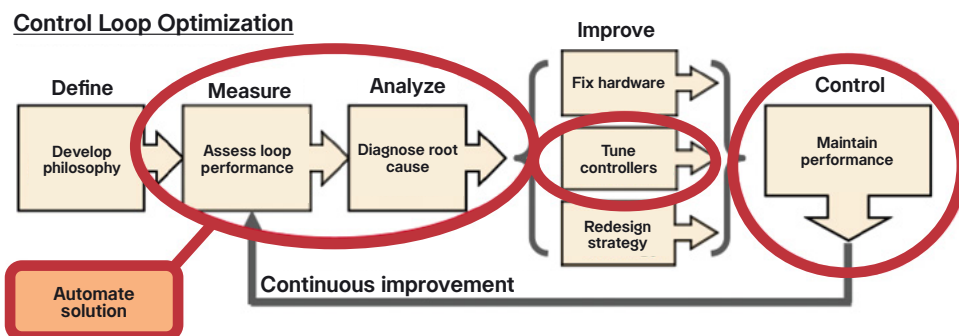 Control Loop Optimization
Define
Develop
philosophy
Measure
Assess loop
performance
Analyze
Diagnose root
cause
Improve
Fix hardware
Tune
controllers
Redesign
strategy
Control
Maintain
performance
Automate
solution
Continuous improvement